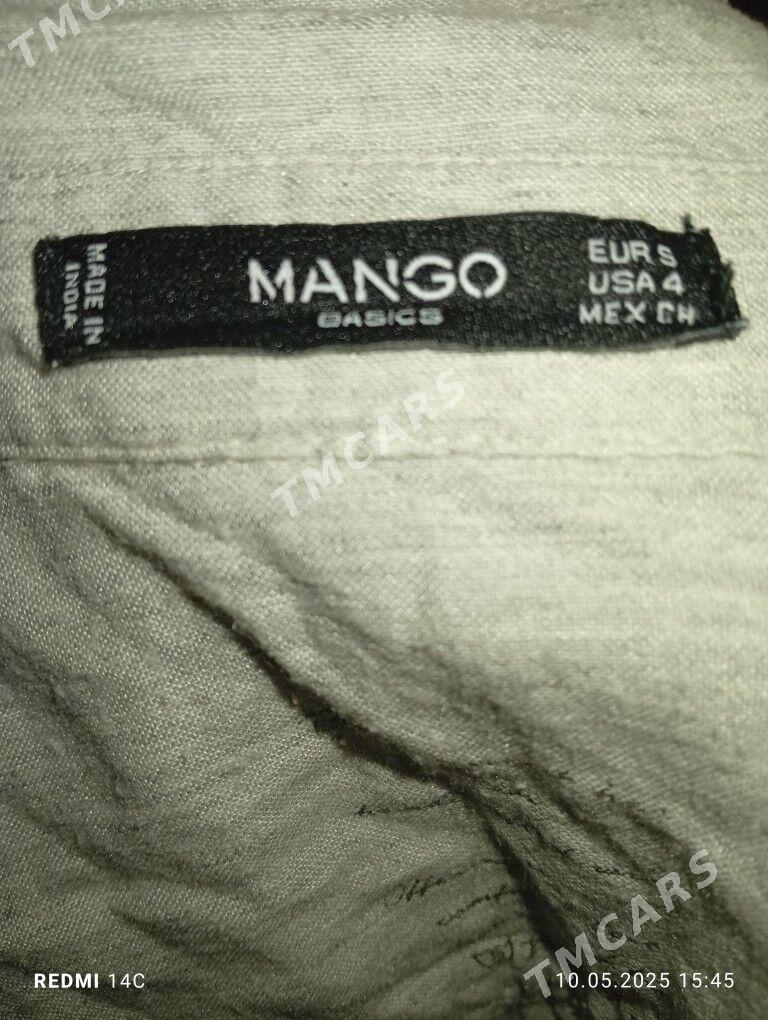 TMCARS
MADE IN
INDIA
MANGO
BASICS
EUR S
USA 4
MEX CH
TMCARS
TMCARS
REDMI 14C
10.05.2025 15:45